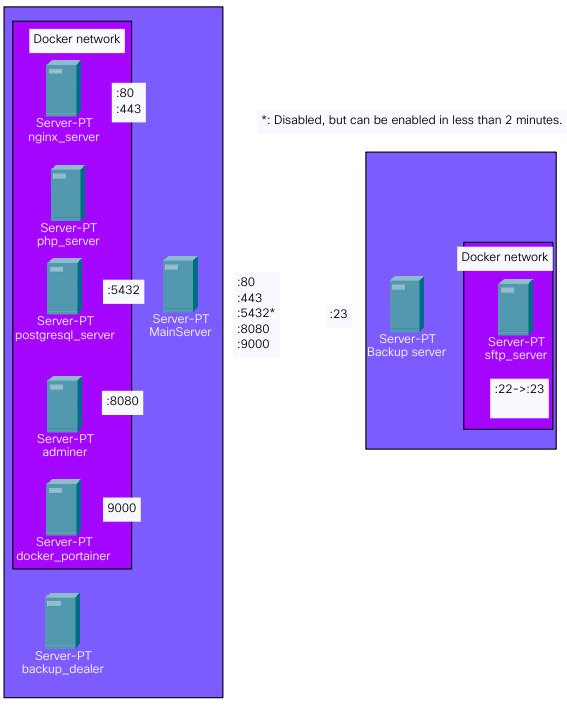 Docker network
:80
:443
Server-PT
nginx_server
Server-PT
php_server
:5432
Server-PT
postgresql_server
:8080
Server-PT
adminer
9000
Server-PT
docker_portainer
Server-PT
backup_dealer
Server-PT
MainServer
:80
:443
:5432*
:8080
:9000
*: Disabled, but can be enabled in less than 2 minutes.
:23
Server-PT
Backup server
Docker network
Server-PT
sftp_server
:22->:23